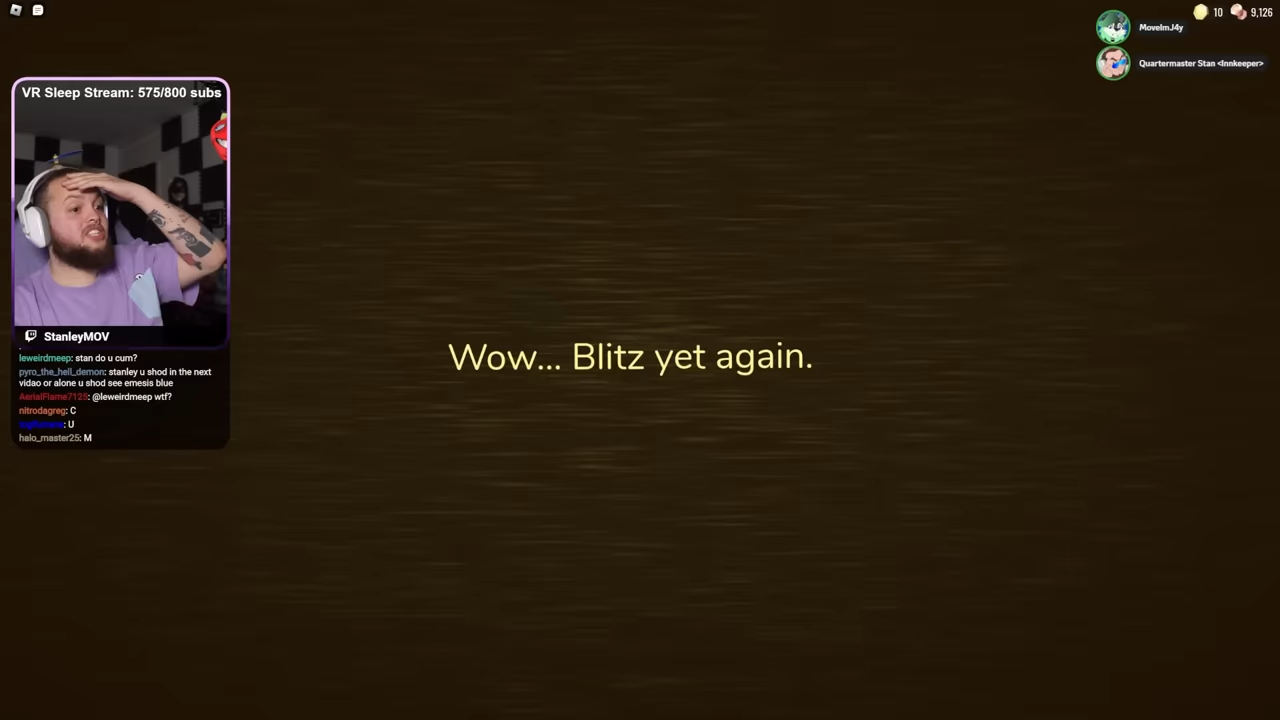 10
9,126
MoveImJ4y
Quartermaster Stan <Innkeeper>
VR Sleep Stream: 575/800 subs
StanleyMOV
leweirdmeep: stan do u cum?
pyro_the_hell_demon: stanley u shod in the next
vidao or alone u shod see emesis blue
AerialFlame7125: @leweirdmeep wtf?
nitrodagreg: C
: U
halo_master25: M
Wow... Blitz yet again.